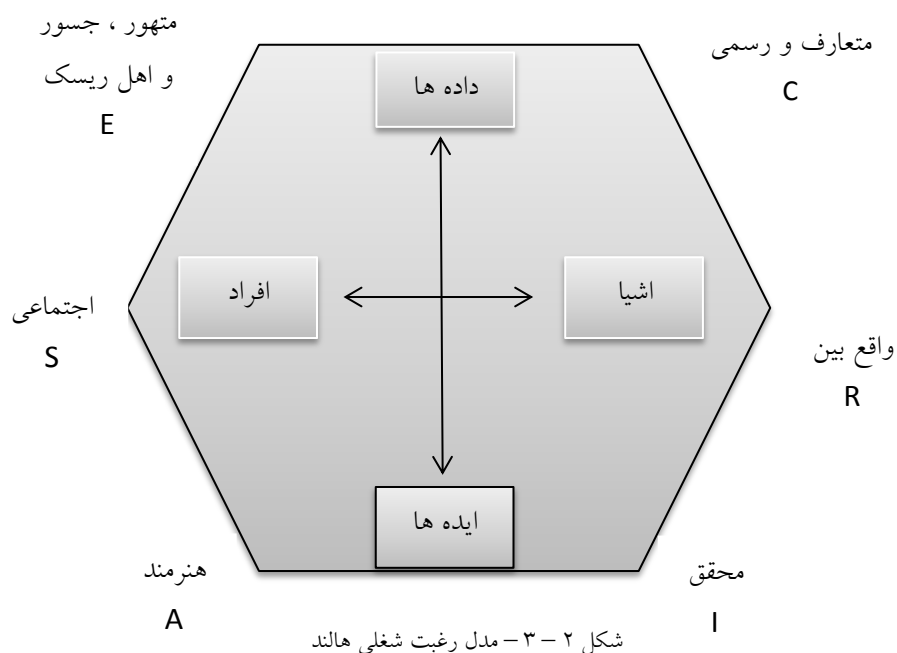 متهور ، جسور
و اهل ریسک
E
متعارف و رسمی
C
داده ها
افراد
اشیا
اجتماعی
S
واقع بین
R
ایده ها
هنرمند
A
محقق
I
شکل ۲ – ۳ – مدل رغبت شغلی هالند